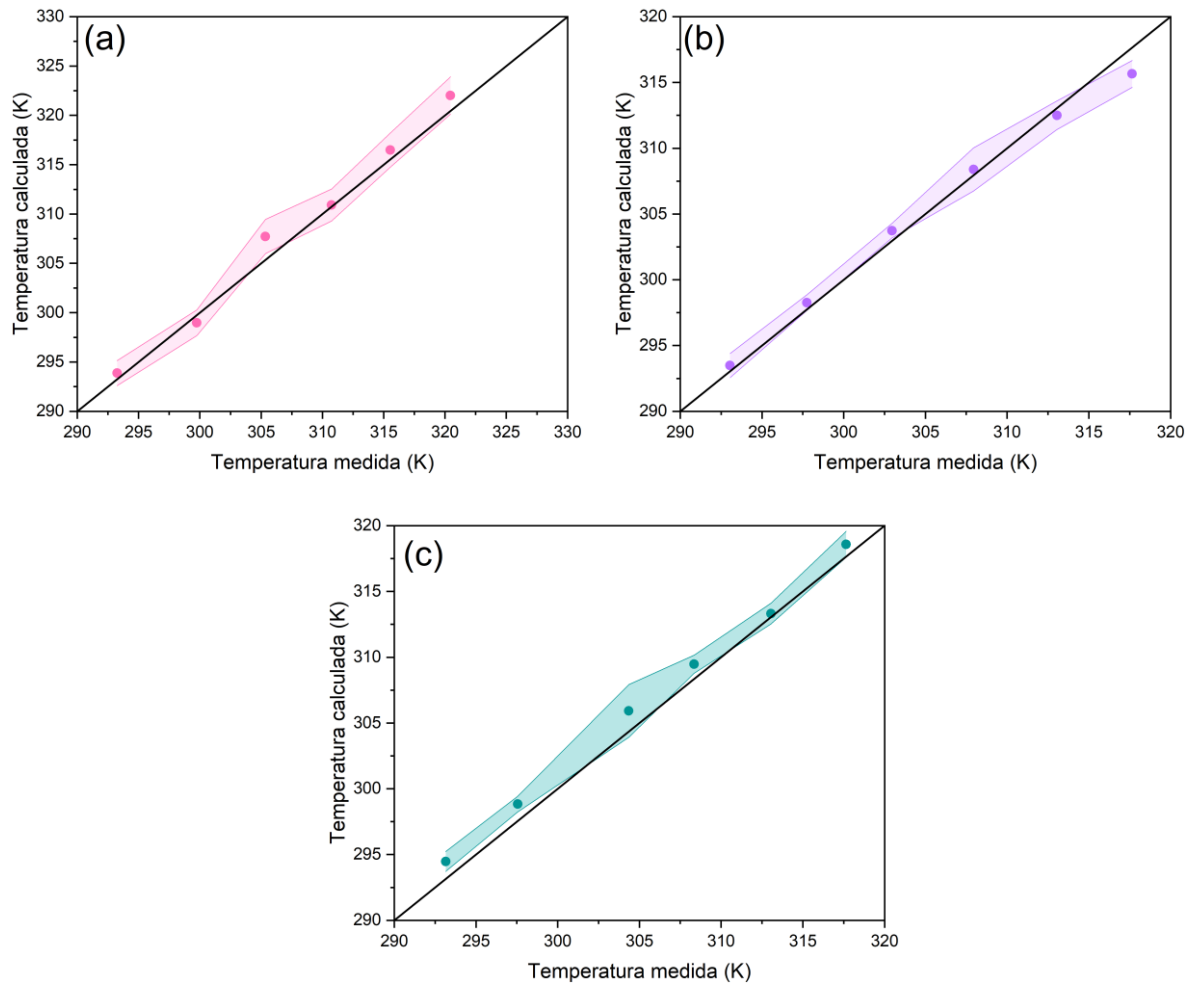 (a)
330
325
320
315
310
305
300
295
290
290 295 300 305 310 315 320 325 330
Temperatura calculada (K)
Temperatura medida (K)
(b)
320
315
310
305
300
295
290
290 295 300 305 310 315 320
Temperatura calculada (K)
Temperatura medida (K)
(c)
320
315
310
305
300
295
290
290 295 300 305 310 315 320
Temperatura calculada (K)
Temperatura medida (K)